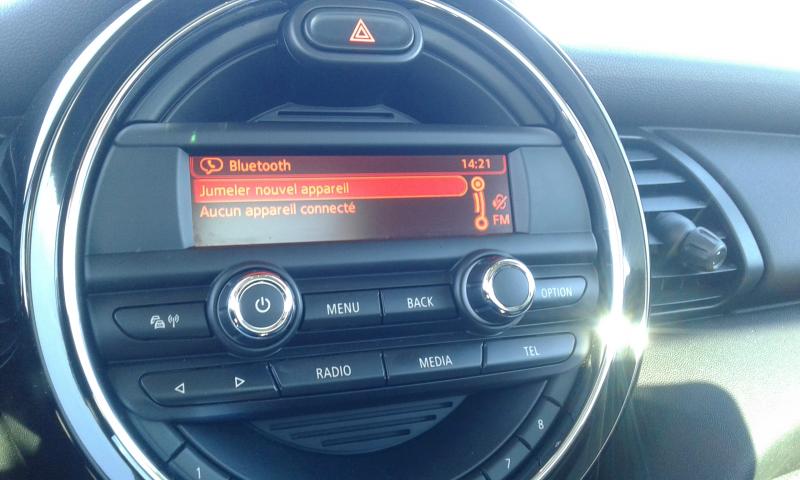 Bluetooth 14:21
Jumeler nouvel appareil
Aucun appareil connecté
FM
MENU BACK OPTION
RADIO MEDIA TEL
1 7 8